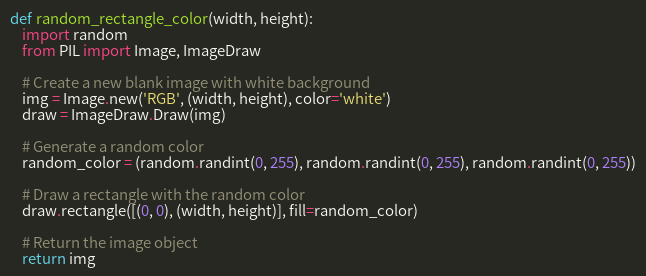 def random_rectangle_color(width, height):
    import random
    from PIL import Image, ImageDraw

    # Create a new blank image with white background
    img = Image.new('RGB', (width, height), color='white')
    draw = ImageDraw.Draw(img)

    # Generate a random color
    random_color = (random.randint(0, 255), random.randint(0, 255), random.randint(0, 255))

    # Draw a rectangle with the random color
    draw.rectangle([(0, 0), (width, height)], fill=random_color)

    # Return the image object
    return img